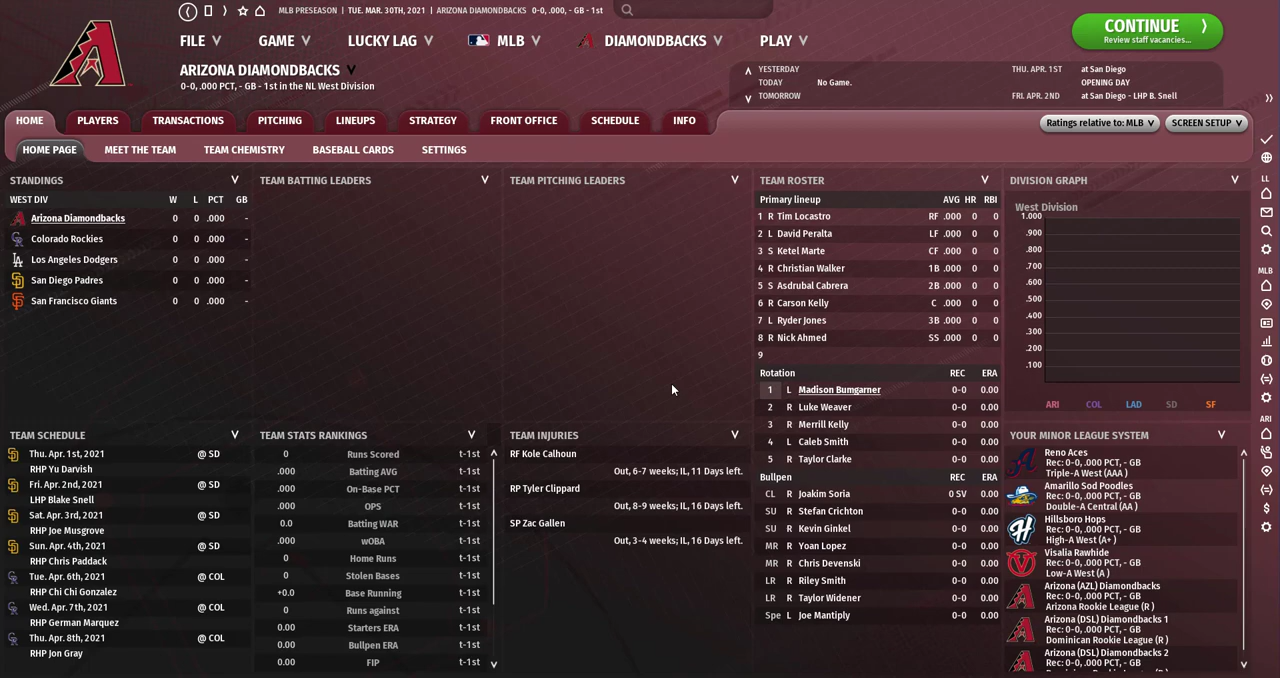 MLB PRESEASON | TUE. MAR. 30TH, 2021 | ARIZONA DIAMONDBACKS 0-0, .000, - GB - 1st
FILE GAME LUCKY LAG MLB DIAMONDBACKS PLAY
CONTINUE
Review staff vacancies...
ARIZONA DIAMONDBACKS
0-0, .000 PCT, - GB - 1st in the NL West Division
YESTERDAY
TODAY No Game.
TOMORROW
THU. APR. 1ST at San Diego
OPENING DAY
FRI. APR. 2ND at San Diego - LHP B. Snell
HOME PLAYERS TRANSACTIONS PITCHING LINEUPS STRATEGY FRONT OFFICE SCHEDULE INFO
Ratings relative to: MLB SCREEN SETUP
HOME PAGE MEET THE TEAM TEAM CHEMISTRY BASEBALL CARDS SETTINGS
STANDINGS
WEST DIV W L PCT GB
Arizona Diamondbacks 0 0 .000 -
Colorado Rockies 0 0 .000 -
Los Angeles Dodgers 0 0 .000 -
San Diego Padres 0 0 .000 -
San Francisco Giants 0 0 .000 -
TEAM BATTING LEADERS
TEAM PITCHING LEADERS
TEAM ROSTER
Primary lineup AVG HR RBI
1 R Tim Locastro RF .000 0 0
2 L David Peralta LF .000 0 0
3 S Ketel Marte CF .000 0 0
4 R Christian Walker 1B .000 0 0
5 S Asdrubal Cabrera 2B .000 0 0
6 R Carson Kelly C .000 0 0
7 L Ryder Jones 3B .000 0 0
8 R Nick Ahmed SS .000 0 0
9
Rotation REC ERA
1 L Madison Bumgarner 0-0 0.00
2 R Luke Weaver 0-0 0.00
3 R Merrill Kelly 0-0 0.00
4 L Caleb Smith 0-0 0.00
5 R Taylor Clarke 0-0 0.00
Bullpen REC ERA
CL R Joakim Soria 0 SV 0.00
SU R Stefan Crichton 0-0 0.00
SU R Kevin Ginkel 0-0 0.00
MR R Yoan Lopez 0-0 0.00
MR R Chris Devenski 0-0 0.00
LR R Riley Smith 0-0 0.00
LR R Taylor Widener 0-0 0.00
Spe L Joe Mantiply 0-0 0.00
DIVISION GRAPH
West Division
1.000
.900
.800
.700
.600
.500
.400
.300
.200
.100
ARI COL LAD SD SF
TEAM SCHEDULE
Thu. Apr. 1st, 2021 @ SD
RHP Yu Darvish
Fri. Apr. 2nd, 2021 @ SD
LHP Blake Snell
Sat. Apr. 3rd, 2021 @ SD
RHP Joe Musgrove
Sun. Apr. 4th, 2021 @ SD
RHP Chris Paddack
Tue. Apr. 6th, 2021 @ COL
RHP Chi Chi Gonzalez
Wed. Apr. 7th, 2021 @ COL
RHP German Marquez
Thu. Apr. 8th, 2021 @ COL
RHP Jon Gray
TEAM STATS RANKINGS
0 Runs Scored t-1st
.000 Batting AVG t-1st
.000 On-Base PCT t-1st
.000 OPS t-1st
0.0 Batting WAR t-1st
.000 wOBA t-1st
0 Home Runs t-1st
0 Stolen Bases t-1st
+0.0 Base Running t-1st
0 Runs against t-1st
0.00 Starters ERA t-1st
0.00 Bullpen ERA t-1st
0.00 FIP t-1st
TEAM INJURIES
RF Kole Calhoun
Out, 6-7 weeks; IL, 11 Days left.
RP Tyler Clippard
Out, 8-9 weeks; IL, 16 Days left.
SP Zac Gallen
Out, 3-4 weeks; IL, 16 Days left.
YOUR MINOR LEAGUE SYSTEM
Reno Aces
Rec: 0-0, .000 PCT, - GB
Triple-A West (AAA )
Amarillo Sod Poodles
Rec: 0-0, .000 PCT, - GB
Double-A Central (AA )
Hillsboro Hops
Rec: 0-0, .000 PCT, - GB
High-A West (A+ )
Visalia Rawhide
Rec: 0-0, .000 PCT, - GB
Low-A West (A )
Arizona (AZL) Diamondbacks
Rec: 0-0, .000 PCT, - GB
Arizona Rookie League (R )
Arizona (DSL) Diamondbacks 1
Rec: 0-0, .000 PCT, - GB
Dominican Rookie League (R )
Arizona (DSL) Diamondbacks 2
Rec: 0-0, .000 PCT, - GB
LL
MLB
ARI